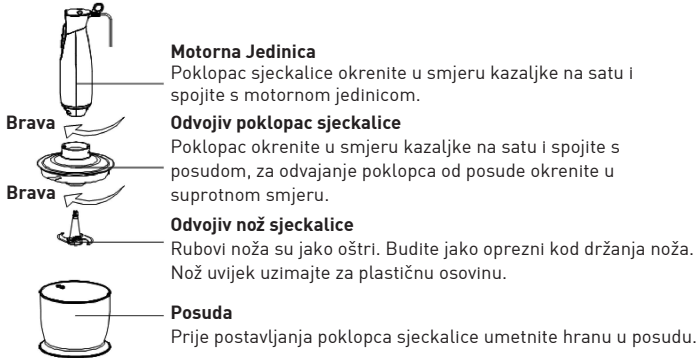 Motorna Jedinica
Poklopac sjeckalice okrenite u smjeru kazaljke na satu i
spojite s motornom jedinicom.
Brava
Odvojiv poklopac sjeckalice
Poklopac okrenite u smjeru kazaljke na satu i spojite s
posudom, za odvajanje poklopca od posude okrenite u
suprotnom smjeru.
Brava
Odvojiv nož sjeckalice
Rubovi noža su jako oštri. Budite jako oprezni kod držanja noža.
Nož uvijek uzimajte za plastičnu osovinu.
Posuda
Prije postavljanja poklopca sjeckalice umetnite hranu u posudu.